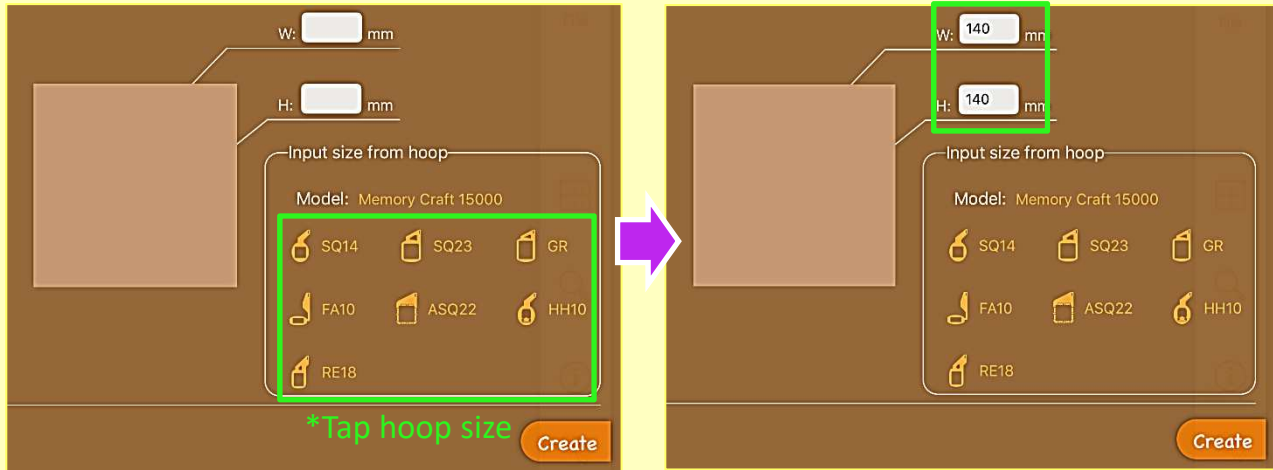 W: mm
H: mm
Input size from hoop
Model: Memory Craft 15000
SQ14 SQ23 GR
FA10 ASQ22 HH10
RE18
*Tap hoop size
Create
W: 140 mm
H: 140 mm
Input size from hoop
Model: Memory Craft 15000
SQ14 SQ23 GR
FA10 ASQ22 HH10
RE18
Create